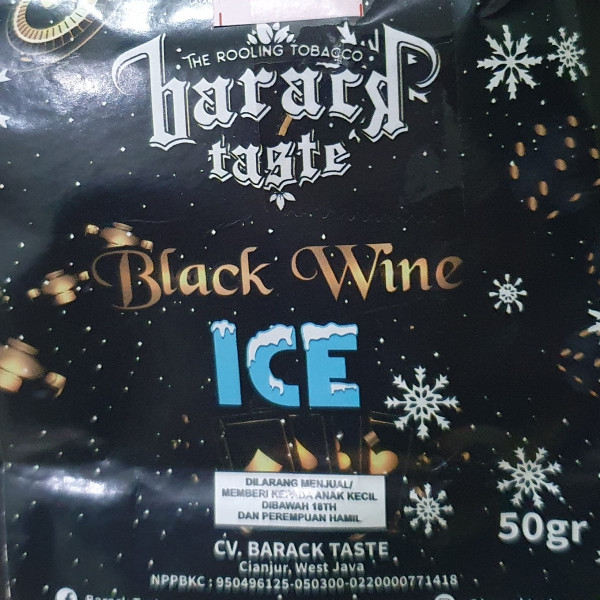 THE ROOLING TOBACCO
barack
taste
Black Wine
ICE
DILARANG MENJUAL/
MEMBERI KEPADA ANAK KECIL
DIBAWAH 18TH
DAN PEREMPUAN HAMIL
50gr
CV. BARACK TASTE
Cianjur, West Java
NPPBKC : 950496125-050300-0220000771418